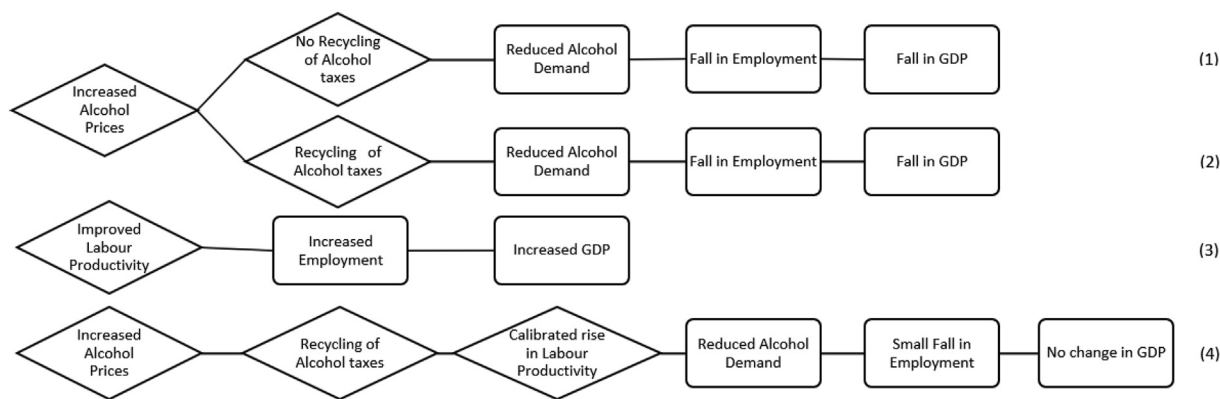 No Recycling
of Alcohol
taxes
Reduced Alcohol
Demand
Fall in Employment
Fall in GDP
(1)
Increased
Alcohol
Prices
Recycling of
Alcohol taxes
Reduced Alcohol
Demand
Fall in Employment
Fall in GDP
(2)
Improved
Labour
Productivity
Increased
Employment
Increased GDP
(3)
Increased
Alcohol
Prices
Recycling of
Alcohol taxes
Calibrated rise
in Labour
Productivity
Reduced Alcohol
Demand
Small Fall in
Employment
No change in GDP
(4)